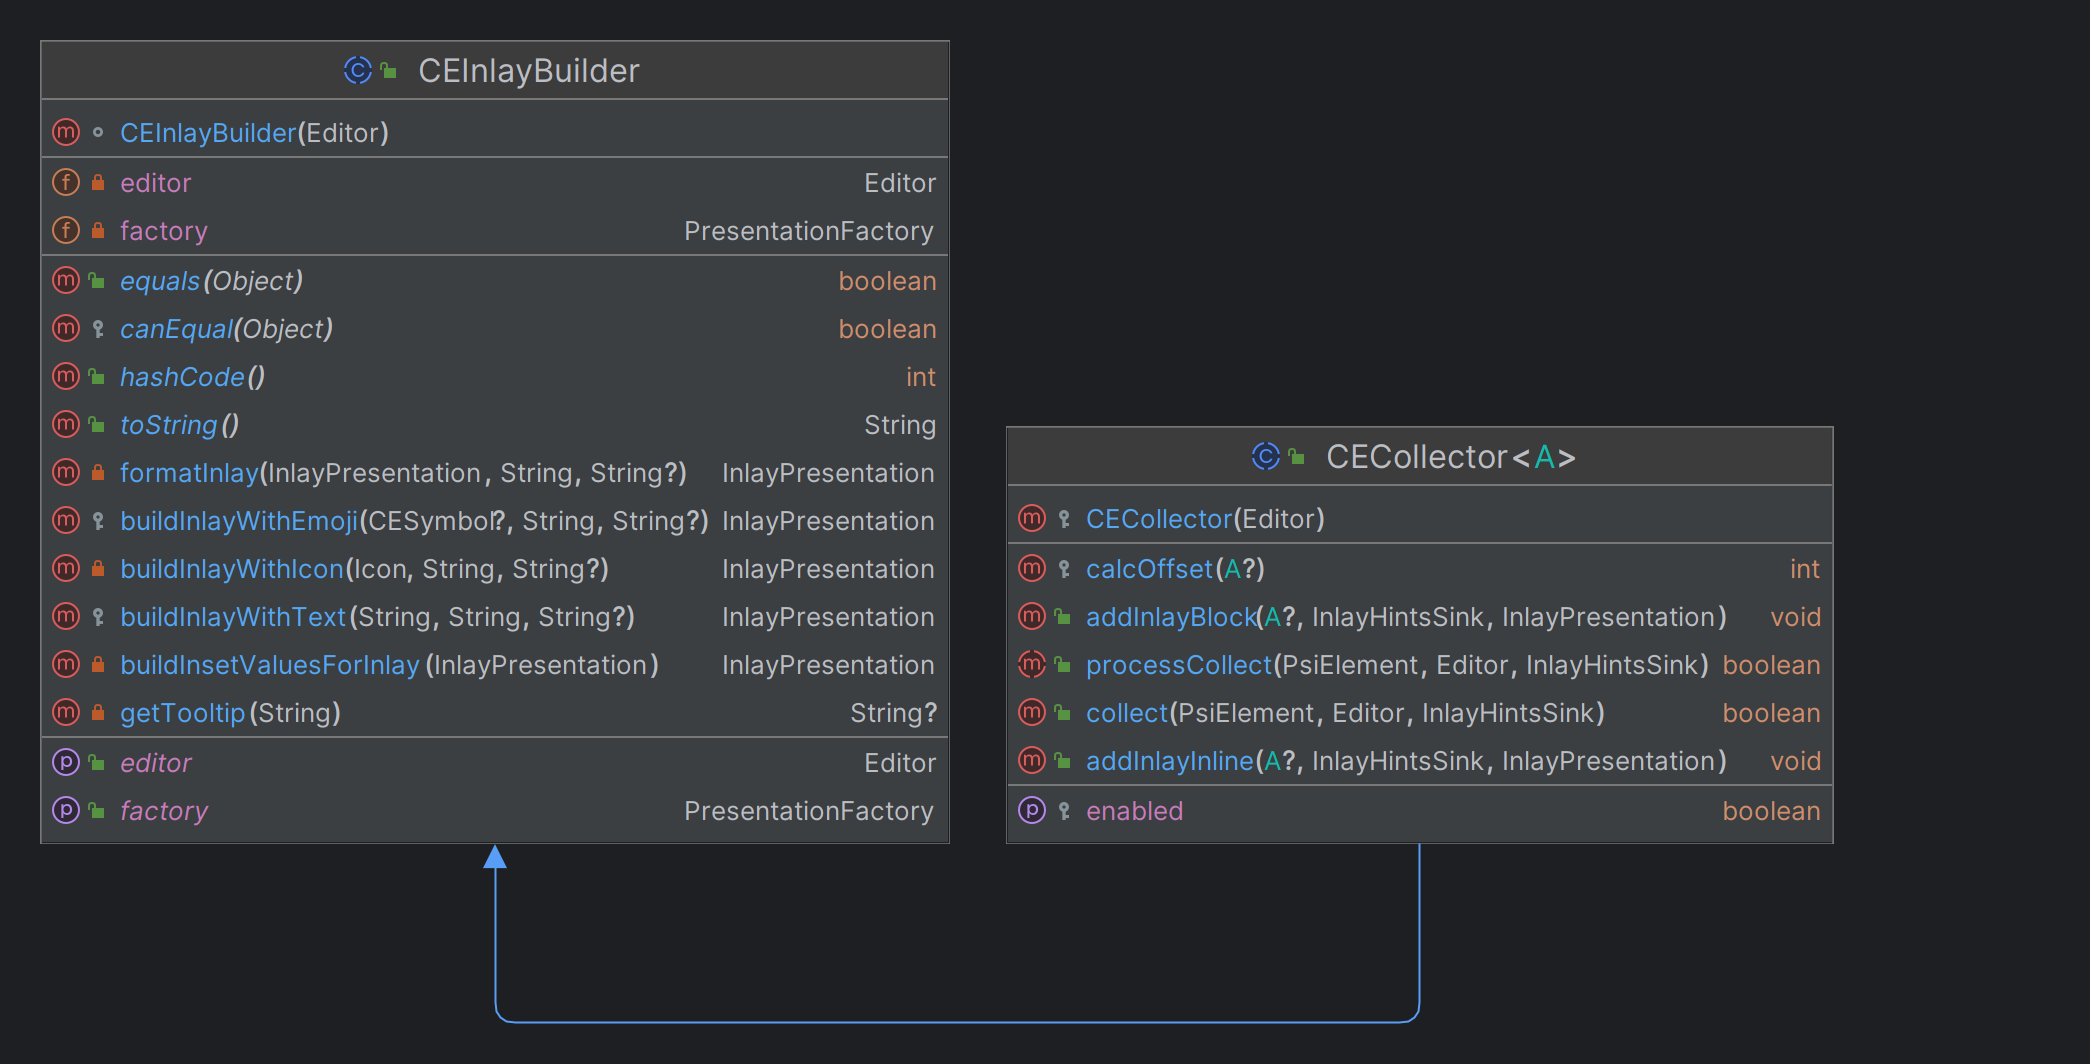 CEInlayBuilder
CEInlayBuilder(Editor)
editor Editor
factory PresentationFactory
equals(Object) boolean
canEqual(Object) boolean
hashCode() int
toString() String
formatInlay(InlayPresentation, String, String?) InlayPresentation
buildInlayWithEmoji(CESymbol?, String, String?) InlayPresentation
buildInlayWithIcon(Icon, String, String?) InlayPresentation
buildInlayWithText(String, String, String?) InlayPresentation
buildInsetValuesForInlay(InlayPresentation) InlayPresentation
getTooltip(String) String?
editor Editor
factory PresentationFactory
CECollector<A>
CECollector(Editor)
calcOffset(A?) int
addInlayBlock(A?, InlayHintsSink, InlayPresentation) void
processCollect(PsiElement, Editor, InlayHintsSink) boolean
collect(PsiElement, Editor, InlayHintsSink) boolean
addInlayInline(A?, InlayHintsSink, InlayPresentation) void
enabled boolean